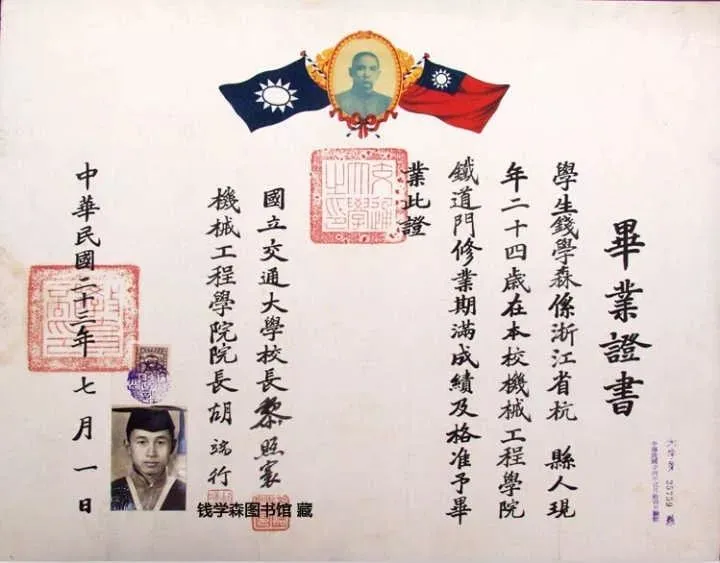 畢業證書
學生錢學森係浙江省杭 縣人現
年二十四歲在本校機械工程學院
鐵道門修業期滿成績及格准予畢
業此證
國立交通大學校長黎照寰
機械工程學院院長胡端行
中華民國二十三年七月一日
钱学森图书馆 藏